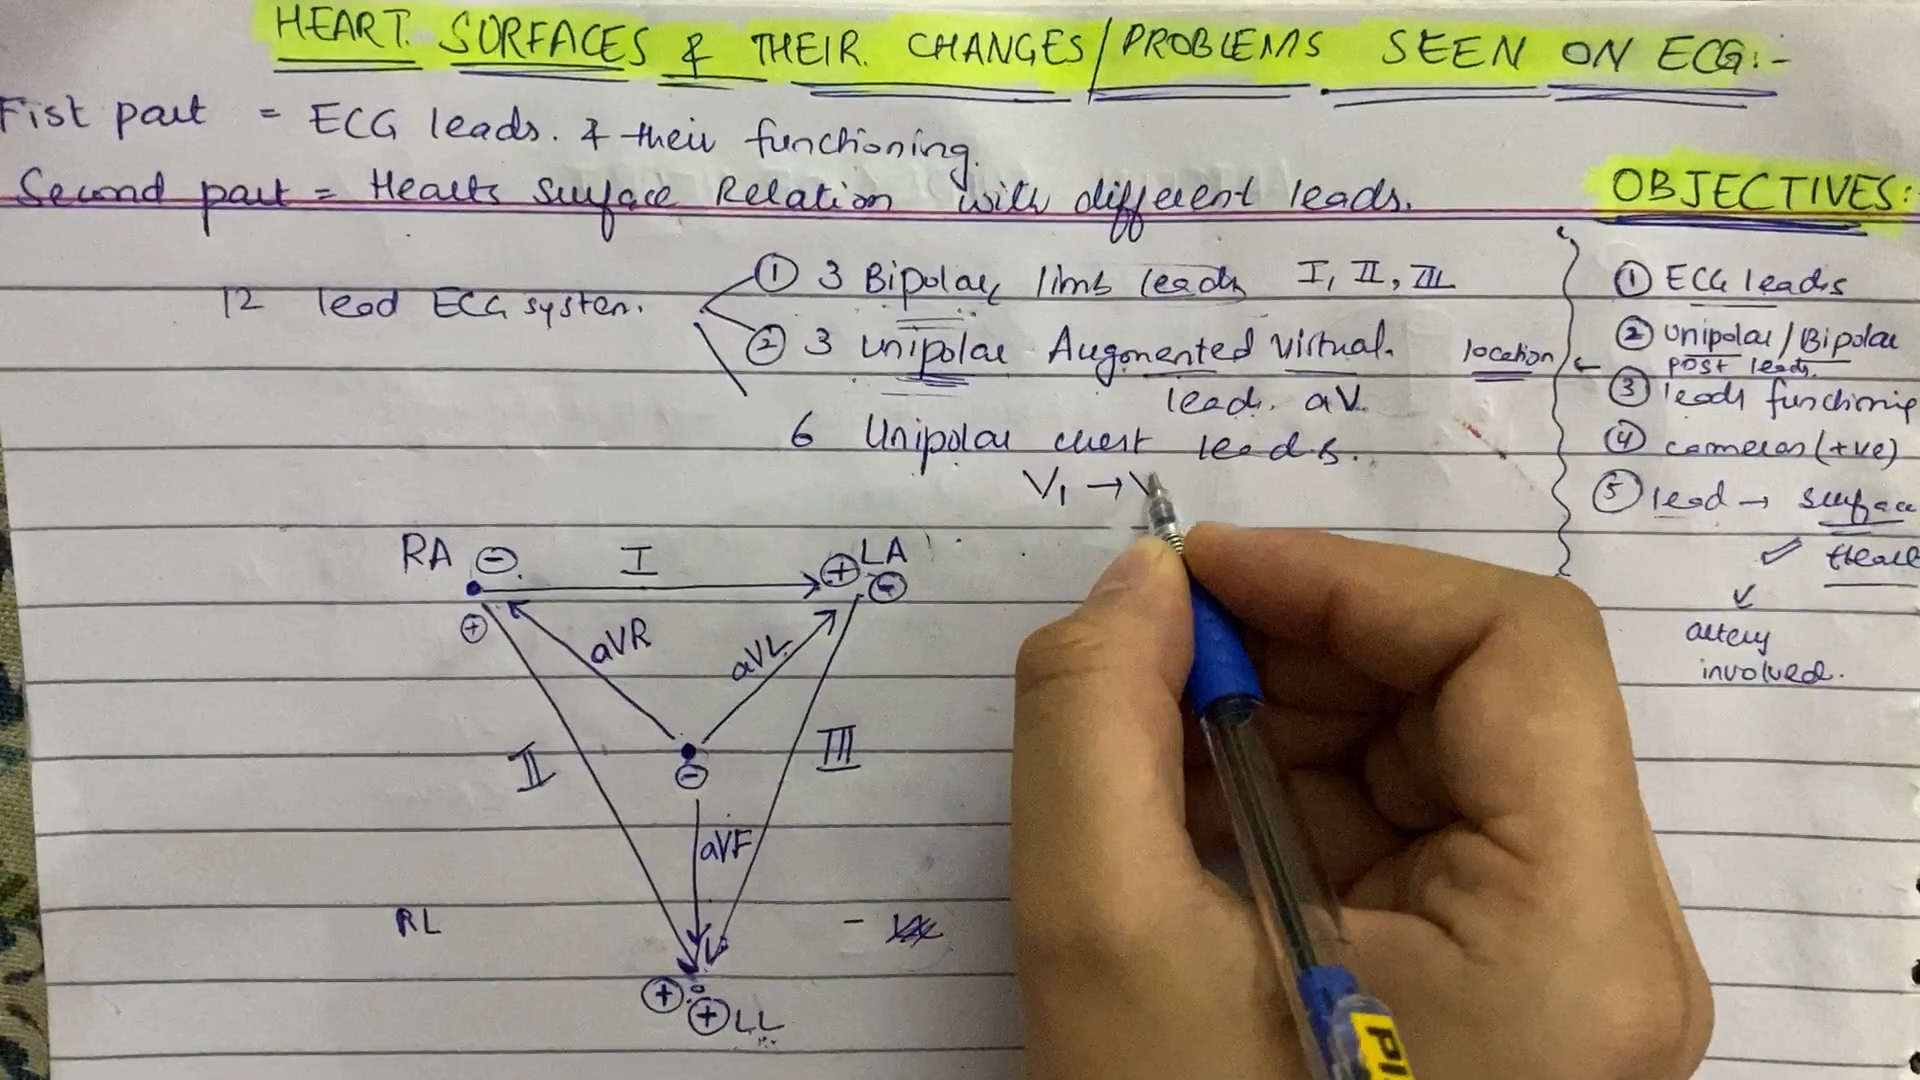 HEART. SURFACES & THEIR. CHANGES/PROBLEMS SEEN ON ECG:-
Fist part = ECG leads. & their functioning.
Second part = Hearts Surface Relation with different leads.
12 lead ECG system.
① 3 Bipolar limb leads I, II, III
② 3 unipolar Augmented virtual.
lead. aV
6 Unipolar chest leads.
V1 → V
location
OBJECTIVES:
① ECG leads
② Unipolar/Bipolar
post leads.
③ leads functioning
④ cameras (+ve)
⑤ lead → surface
Heart
artery
involved.
RA ⊖ I ⊕ LA
⊕ ⊖
aVR aVL
II III
⊖
aVF
RL -
⊕ ⊕ LL